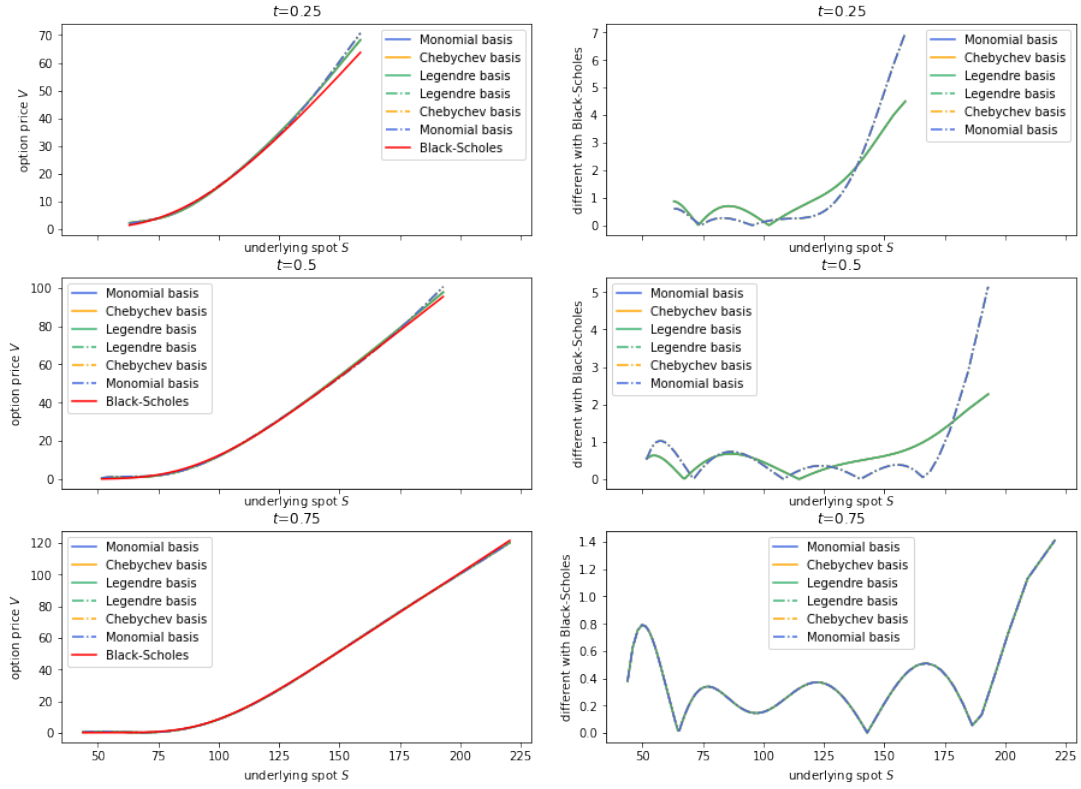 t=0.25
option price V
70
60
50
40
30
20
10
0
Monomial basis
Chebychev basis
Legendre basis
Legendre basis
Chebychev basis
Monomial basis
Black-Scholes
underlying spot S
t=0.25
different with Black-Scholes
7
6
5
4
3
2
1
0
Monomial basis
Chebychev basis
Legendre basis
Legendre basis
Chebychev basis
Monomial basis
underlying spot S
t=0.5
option price V
100
80
60
40
20
0
Monomial basis
Chebychev basis
Legendre basis
Legendre basis
Chebychev basis
Monomial basis
Black-Scholes
underlying spot S
t=0.5
different with Black-Scholes
5
4
3
2
1
0
Monomial basis
Chebychev basis
Legendre basis
Legendre basis
Chebychev basis
Monomial basis
underlying spot S
t=0.75
option price V
120
100
80
60
40
20
0
Monomial basis
Chebychev basis
Legendre basis
Legendre basis
Chebychev basis
Monomial basis
Black-Scholes
50 75 100 125 150 175 200 225
underlying spot S
t=0.75
different with Black-Scholes
1.4
1.2
1.0
0.8
0.6
0.4
0.2
0.0
Monomial basis
Chebychev basis
Legendre basis
Legendre basis
Chebychev basis
Monomial basis
50 75 100 125 150 175 200 225
underlying spot S